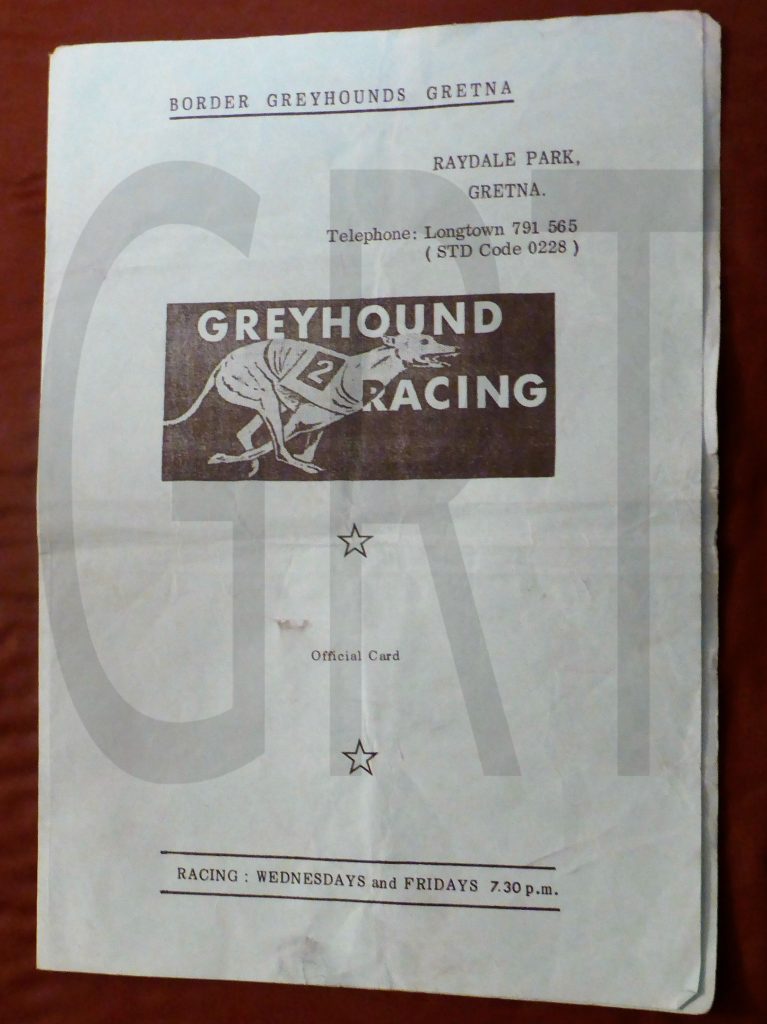 BORDER GREYHOUNDS GRETNA
RAYDALE PARK,
GRETNA.
Telephone: Longtown 791 565
( STD Code 0228 )
GREYHOUND
2
RACING
GRT
Official Card
RACING : WEDNESDAYS and FRIDAYS 7.30 p.m.